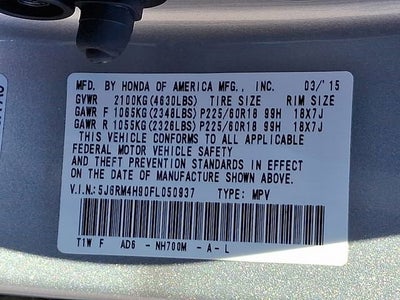 MFD. BY HONDA OF AMERICA MFG., INC. 03/'15
GVWR 2100KG(4630LBS) TIRE SIZE RIM SIZE
GAWR F 1065KG(2348LBS)P225/60R18 99H 18X7J
GAWR R 1055KG(2326LBS)P225/60R18 99H 18X7J
THIS VEHICLE CONFORMS TO ALL APPLICABLE
FEDERAL MOTOR VEHICLE SAFETY
AND THEFT PREVENTION STANDARDS IN EFFECT
ON THE DATE OF MANUFACTURE SHOWN ABOVE.
V.I.N.:5J6RM4H90FL050937 TYPE: MPV
T1W F AD6 -NH700M -A-L